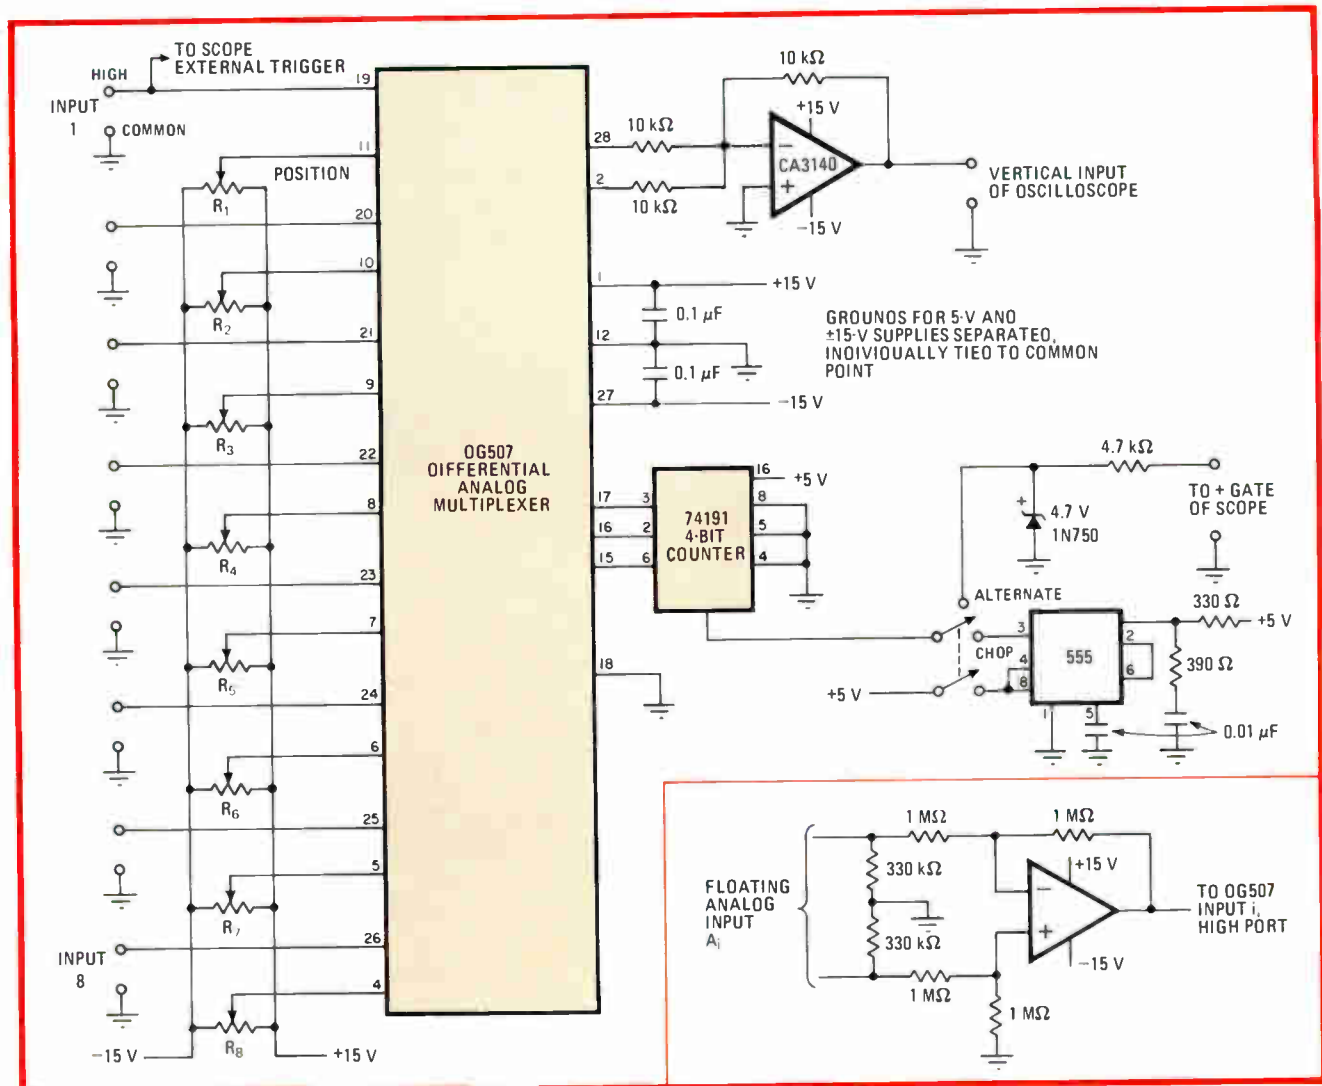 TO SCOPE
EXTERNAL TRIGGER
HIGH
INPUT
1
COMMON
19
11
POSITION
R1
20
10
R2
21
9
R3
22
8
R4
23
7
R5
24
6
R6
25
5
R7
INPUT
8
26
4
R8
−15 V
+15 V
OG507
DIFFERENTIAL
ANALOG
MULTIPLEXER
28
2
1
12
27
17
16
15
18
10 kΩ
10 kΩ
10 kΩ
+15 V
−
CA3140
+
−15 V
VERTICAL INPUT
OF OSCILLOSCOPE
+15 V
0.1 μF
0.1 μF
−15 V
GROUNDS FOR 5-V AND
±15-V SUPPLIES SEPARATED,
INDIVIDUALLY TIED TO COMMON
POINT
3
2
6
74191
4-BIT
COUNTER
16
+5 V
8
5
4
4.7 kΩ
+
4.7 V
1N750
TO + GATE
OF SCOPE
ALTERNATE
CHOP
+5 V
3
4
8
555
1
5
2
6
330 Ω
+5 V
390 Ω
0.01 μF
FLOATING
ANALOG
INPUT
Ai
1 MΩ
1 MΩ
330 kΩ
330 kΩ
1 MΩ
1 MΩ
+15 V
−
+
−15 V
TO OG507
INPUT i,
HIGH PORT